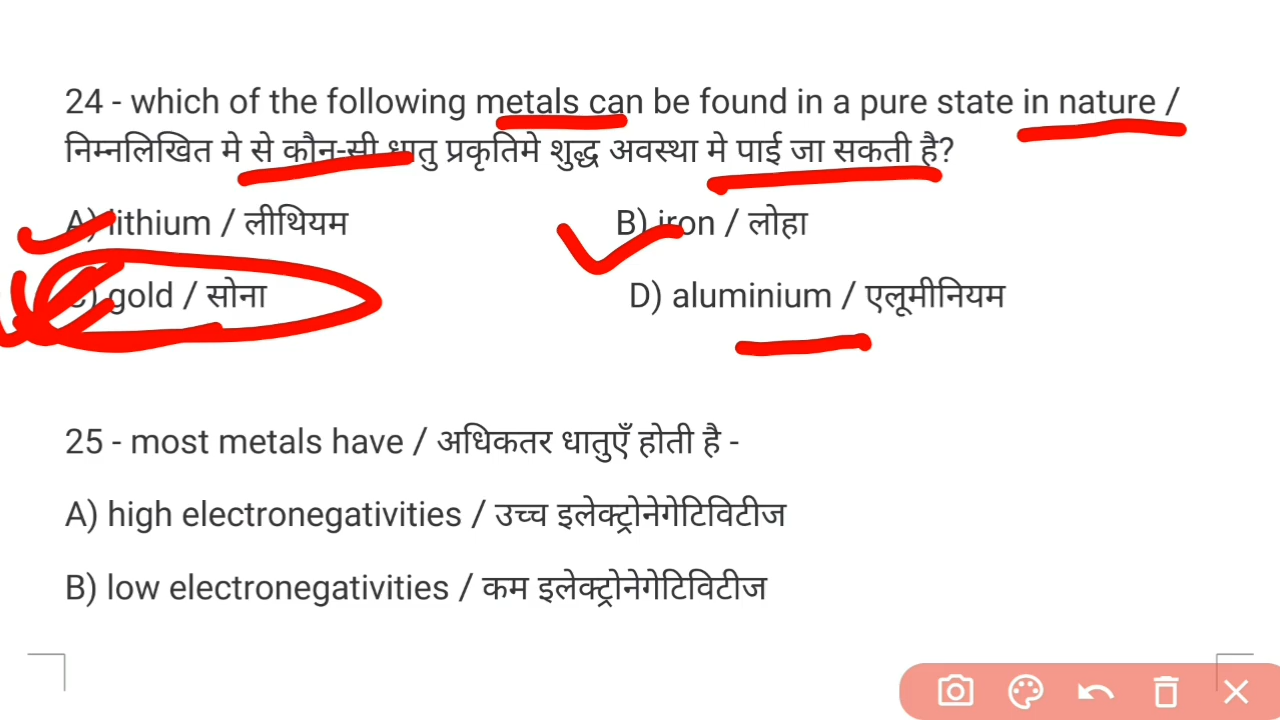 24 - which of the following metals can be found in a pure state in nature /
निम्नलिखित मे से कौन-सी धातु प्रकृतिमे शुद्ध अवस्था मे पाई जा सकती है?
A) lithium / लीथियम B) iron / लोहा
C) gold / सोना D) aluminium / एलूमीनियम
25 - most metals have / अधिकतर धातुएँ होती है -
A) high electronegativities / उच्च इलेक्ट्रोनेगेटिविटीज
B) low electronegativities / कम इलेक्ट्रोनेगेटिविटीज